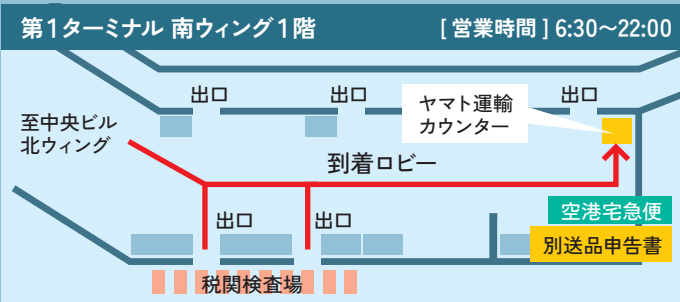 第1ターミナル 南ウィング1階
[ 営業時間 ] 6:30〜22:00
出口
出口
出口
ヤマト運輸
カウンター
至中央ビル
北ウィング
到着ロビー
空港宅急便
出口
出口
別送品申告書
税関検査場